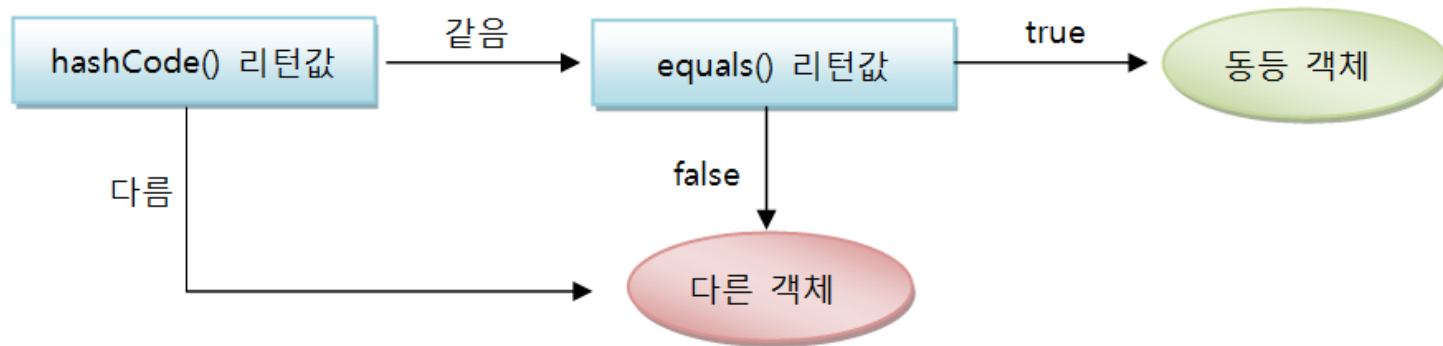 hashCode() 리턴값
같음
equals() 리턴값
true
동등 객체
다름
false
다른 객체